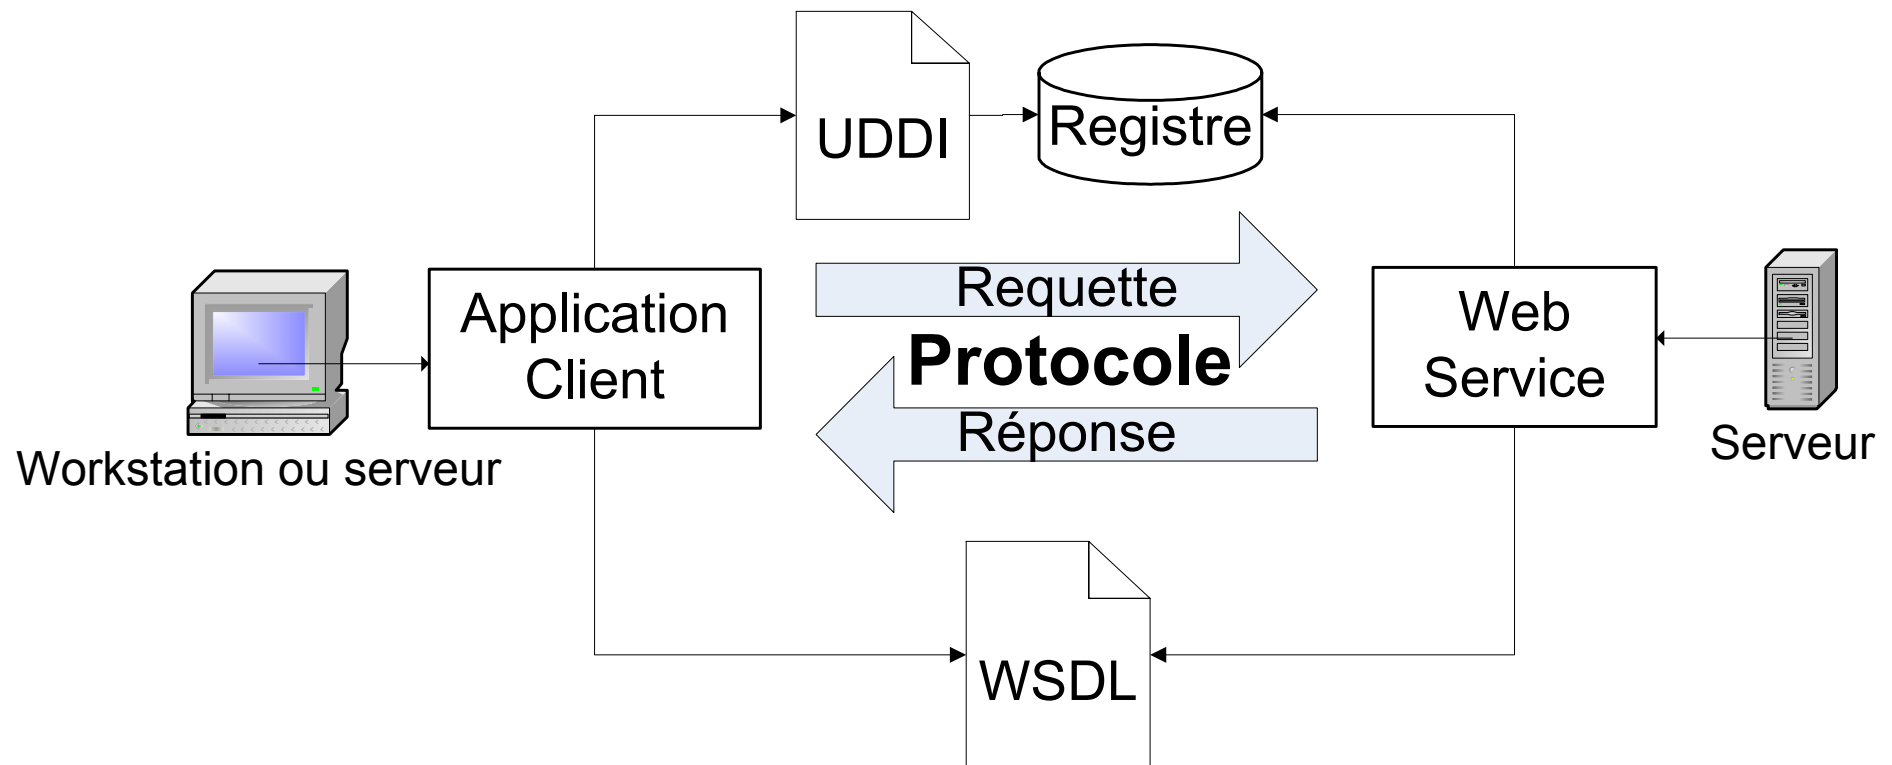 UDDI
Registre
Requette
Application
Client
Protocole
Web
Service
Réponse
Workstation ou serveur
Serveur
WSDL